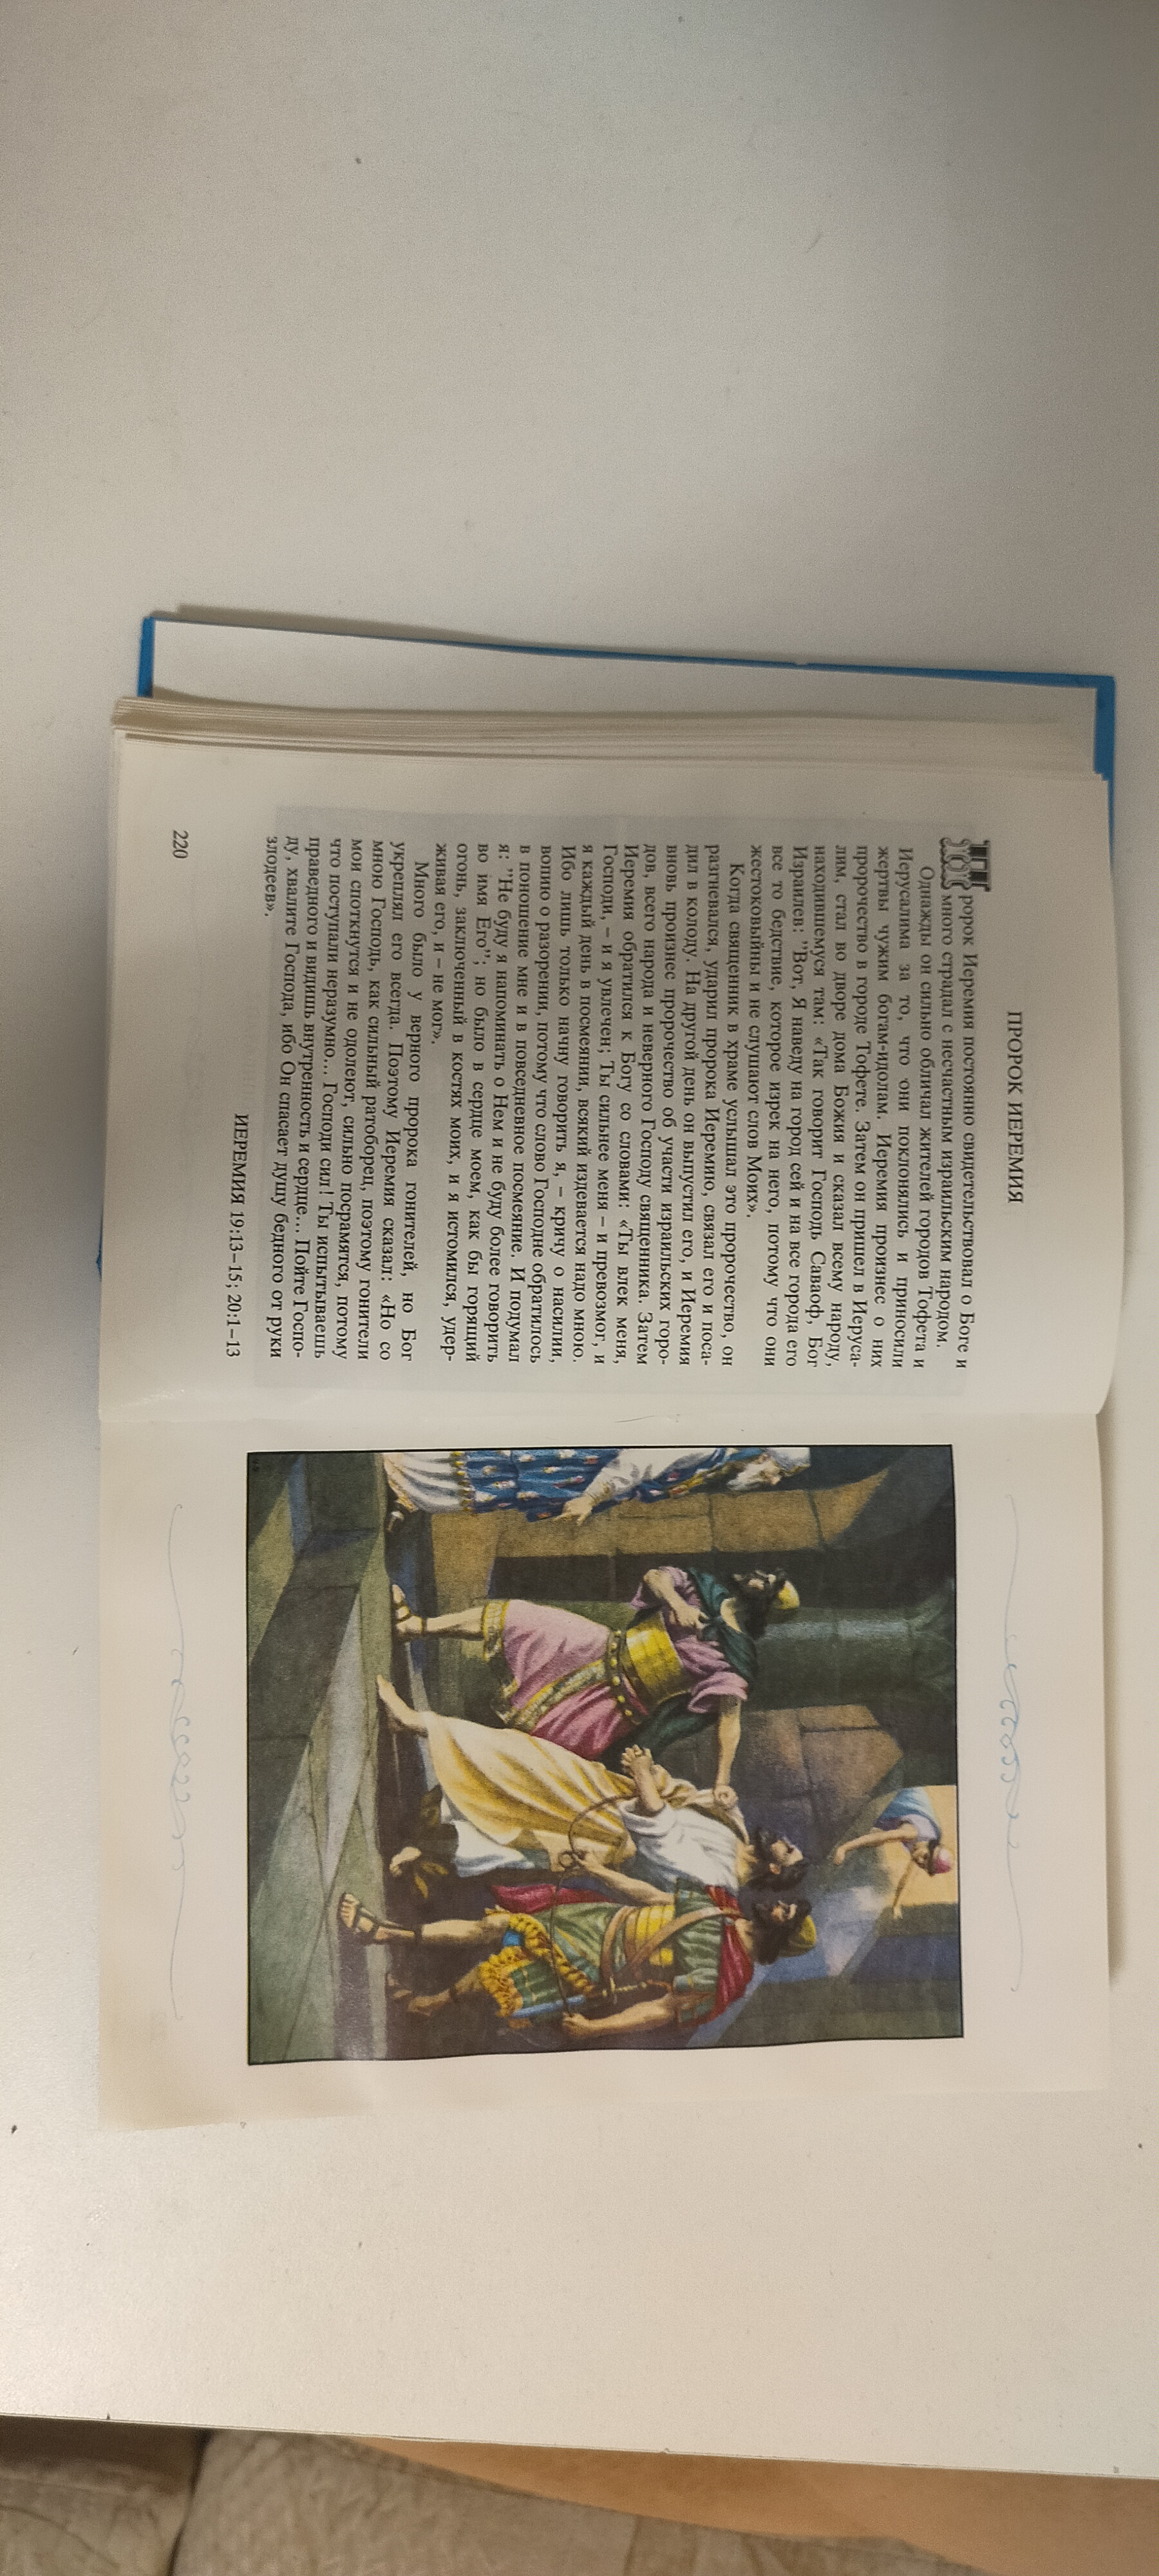 ПРОРОК ИЕРЕМИЯ
Пророк Иеремия постоянно свидетельствовал о Боге и
много страдал с несчастным израильским народом.
Однажды он сильно обличал жителей городов Тофета и
Иерусалима за то, что они поклонялись и приносили
жертвы чужим богам-идолам. Иеремия произнес о них
пророчество в городе Тофете. Затем он пришел в Иеруса-
лим, стал во дворе дома Божия и сказал всему народу,
находившемуся там: «Так говорит Господь Саваоф, Бог
Израилев: ”Вот, Я наведу на город сей и на все города его
все то бедствие, которое изрек на него, потому что они
жестоковыйны и не слушают слов Моих».
Когда священник в храме услышал это пророчество, он
разгневался, ударил пророка Иеремию, связал его и поса-
дил в колоду. На другой день он выпустил его, и Иеремия
вновь произнес пророчество об участи израильских горо-
дов, всего народа и неверного Господу священника. Затем
Иеремия обратился к Богу со словами: «Ты влек меня,
Господи, – и я увлечен; Ты сильнее меня – и превозмог, и
я каждый день в посмеянии, всякий издевается надо мною.
Ибо лишь только начну говорить я, – кричу о насилии,
вопию о разорении, потому что слово Господне обратилось
в поношение мне и в повседневное посмеяние. И подумал
я: ”Не буду я напоминать о Нем и не буду более говорить
во имя Его”; но было в сердце моем, как бы горящий
огонь, заключенный в костях моих, и я истомился, удер-
живая его, и – не мог».
Много было у верного пророка гонителей, но Бог
укреплял его всегда. Поэтому Иеремия сказал: «Но со
мною Господь, как сильный ратоборец, поэтому гонители
мои споткнутся и не одолеют, сильно посрамятся, потому
что поступали неразумно... Господи сил! Ты испытываешь
праведного и видишь внутренность и сердце... Пойте Госпо-
ду, хвалите Господа, ибо Он спасает душу бедного от руки
злодеев».
ИЕРЕМИЯ 19:13–15; 20:1–13
220